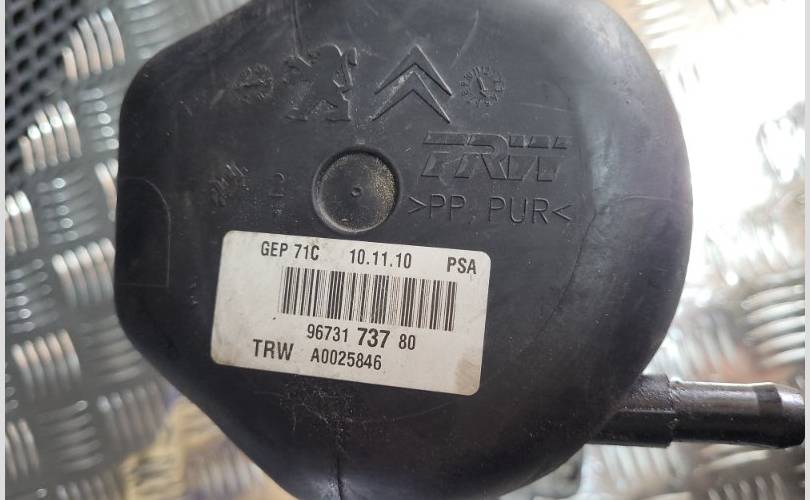 TRW
>PP, PUR<
GEP 71C 10.11.10 PSA
96731 737 80
TRW A0025846